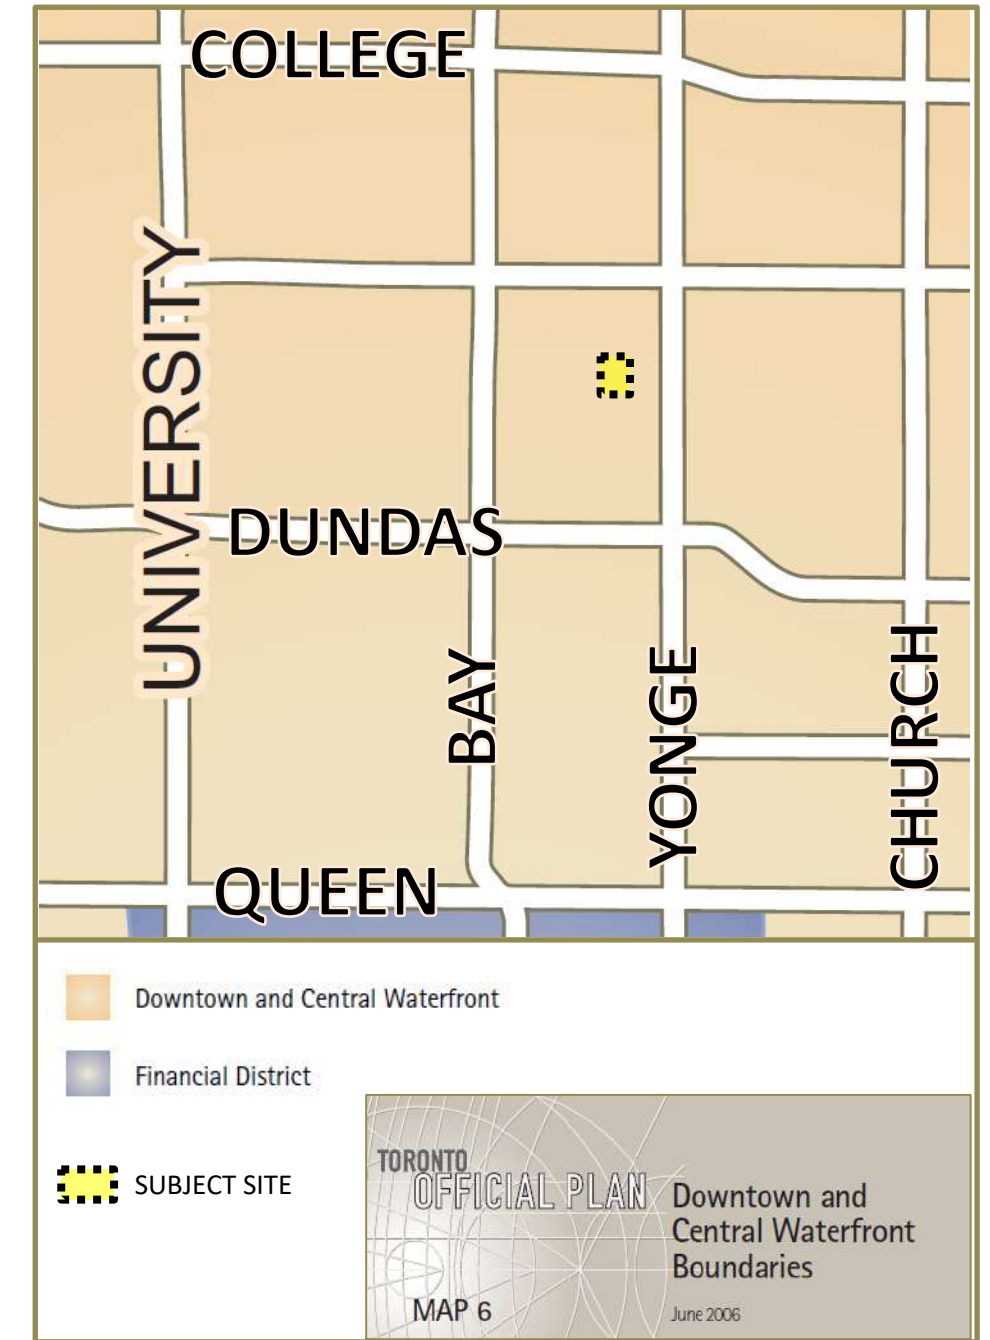 COLLEGE
UNIVERSITY
DUNDAS
BAY
YONGE
CHURCH
QUEEN
Downtown and Central Waterfront
Financial District
SUBJECT SITE
TORONTO
OFFICIAL PLAN
Downtown and
Central Waterfront
Boundaries
MAP 6
June 2006